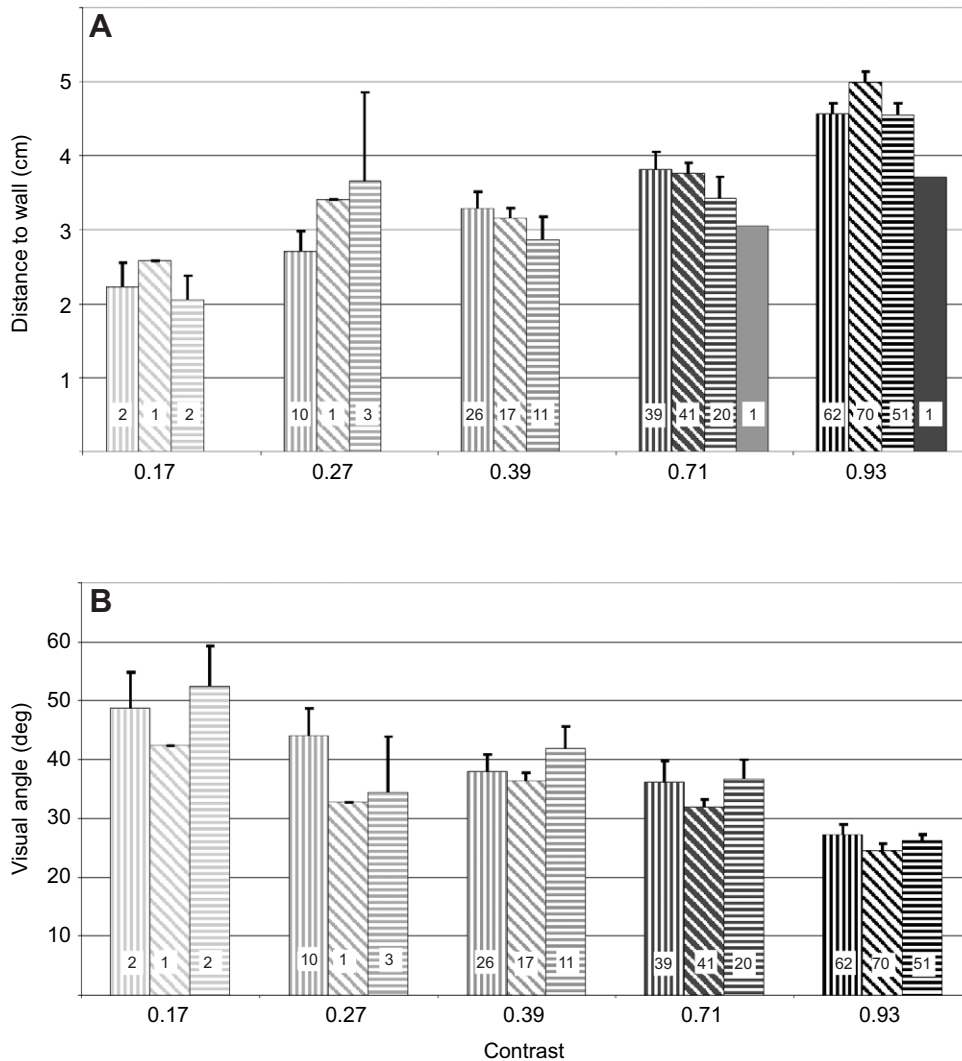 A
Distance to wall (cm)
5
4
3
2
1
2 1 2 10 1 3 26 17 11 39 41 20 1 62 70 51 1
0.17 0.27 0.39 0.71 0.93
B
Visual angle (deg)
60
50
40
30
20
10
2 1 2 10 1 3 26 17 11 39 41 20 62 70 51
0.17 0.27 0.39 0.71 0.93
Contrast